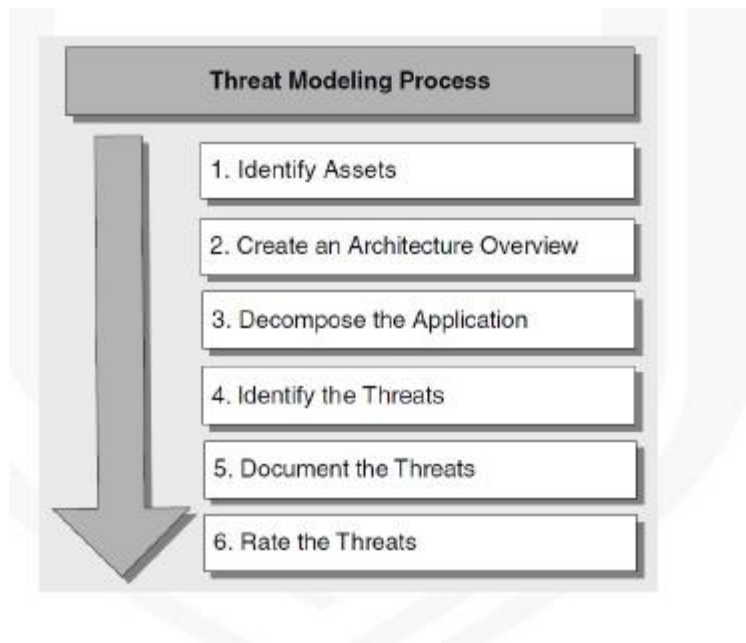 Threat Modeling Process
1. Identify Assets
2. Create an Architecture Overview
3. Decompose the Application
4. Identify the Threats
5. Document the Threats
6. Rate the Threats